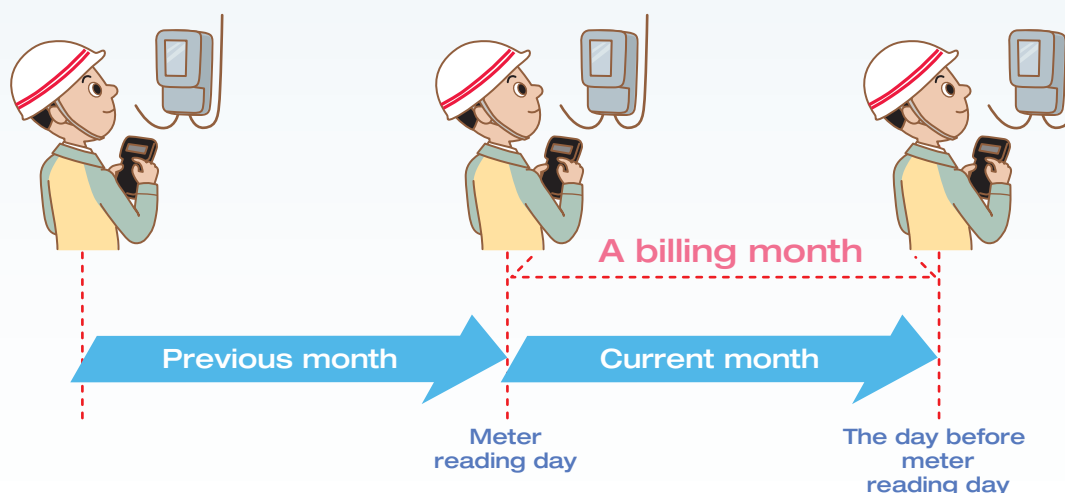 A billing month
Previous month
Current month
Meter
reading day
The day before
meter
reading day